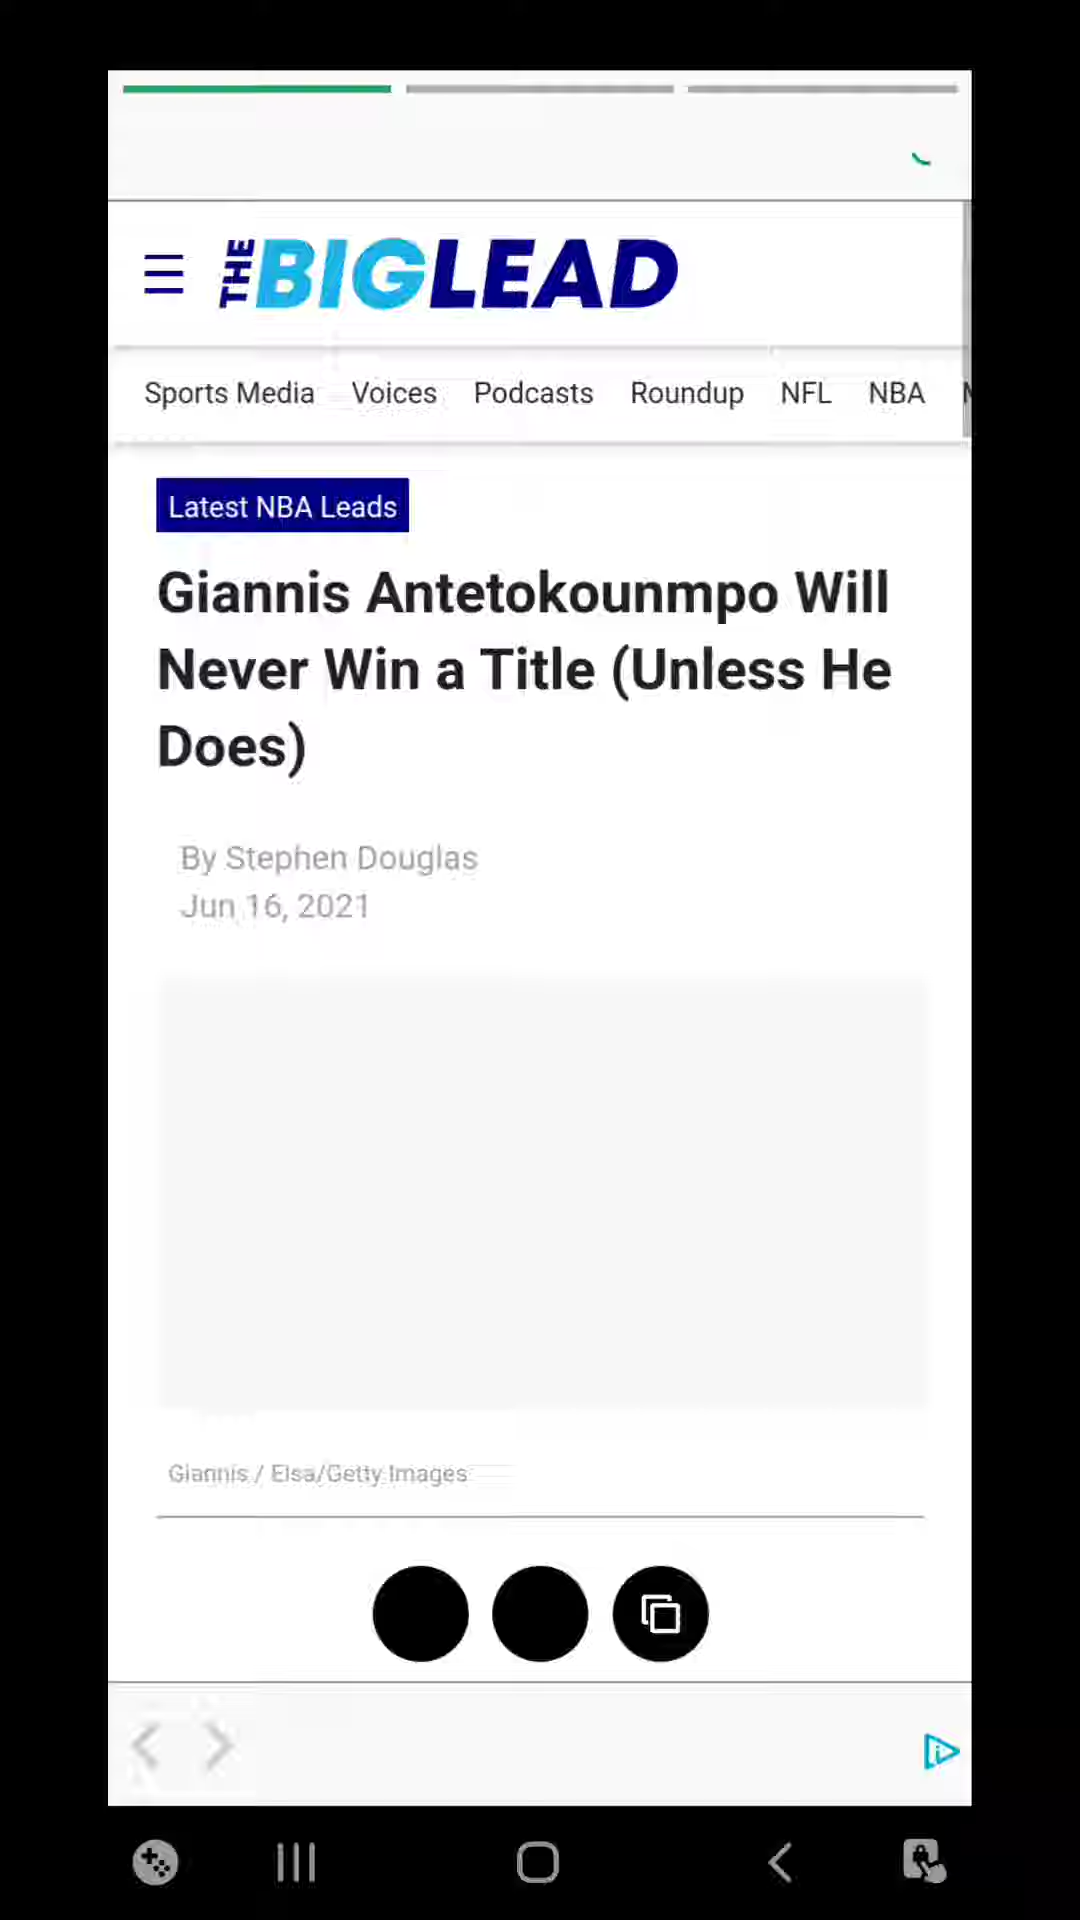 THE BIGLEAD
Sports Media Voices Podcasts Roundup NFL NBA
Latest NBA Leads
Giannis Antetokounmpo Will
Never Win a Title (Unless He
Does)
By Stephen Douglas
Jun 16, 2021
Giannis / Elsa/Getty Images